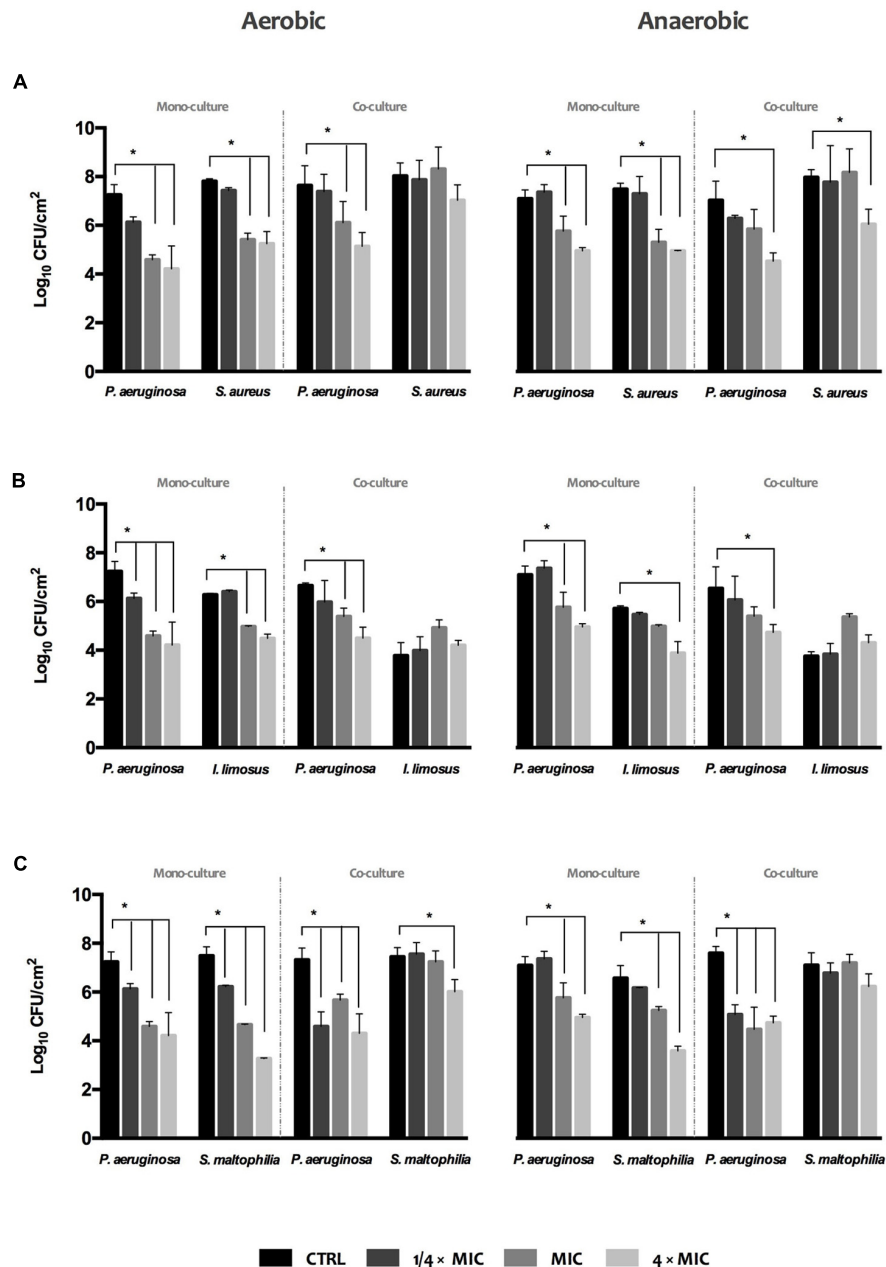 Aerobic Anaerobic
A
Mono-culture Co-culture Mono-culture Co-culture
Log10 CFU/cm2
10
8
6
4
2
0
* * * * * * *
P. aeruginosa S. aureus P. aeruginosa S. aureus P. aeruginosa S. aureus P. aeruginosa S. aureus
B
Mono-culture Co-culture Mono-culture Co-culture
Log10 CFU/cm2
10
8
6
4
2
0
* * * * * *
P. aeruginosa I. limosus P. aeruginosa I. limosus P. aeruginosa I. limosus P. aeruginosa I. limosus
C
Mono-culture Co-culture Mono-culture Co-culture
Log10 CFU/cm2
10
8
6
4
2
0
* * * * * * *
P. aeruginosa S. maltophilia P. aeruginosa S. maltophilia P. aeruginosa S. maltophilia P. aeruginosa S. maltophilia
CTRL 1/4 × MIC MIC 4 × MIC